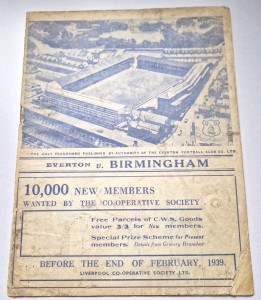 THE ONLY PROGRAMME PUBLISHED BY AUTHORITY OF THE EVERTON FOOTBALL CLUB CO. LTD.
EVERTON v. BIRMINGHAM
10,000 NEW MEMBERS
WANTED BY THE CO-OPERATIVE SOCIETY
Free Parcels of C.W.S. Goods
value 3/3 for New members.
Special Prize Scheme for Present
members. Details from Grocery Branches
... BEFORE THE END OF FEBRUARY, 1939.
LIVERPOOL CO-OPERATIVE SOCIETY LTD.